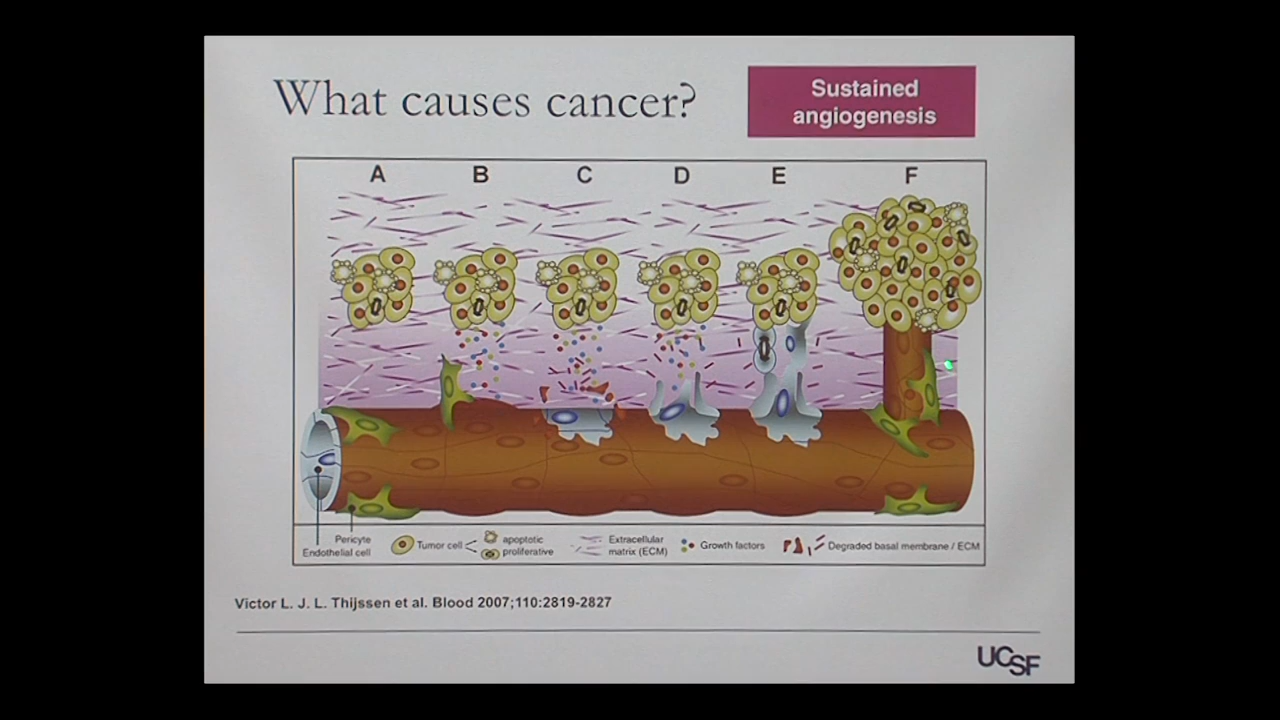 What causes cancer?
Sustained
angiogenesis
A B C D E F
Pericyte
Endothelial cell
Tumor cell
apoptotic
proliferative
Extracellular
matrix (ECM)
Growth factors
Degraded basal membrane / ECM
Victor L. J. L. Thijssen et al. Blood 2007;110:2819-2827
UCSF